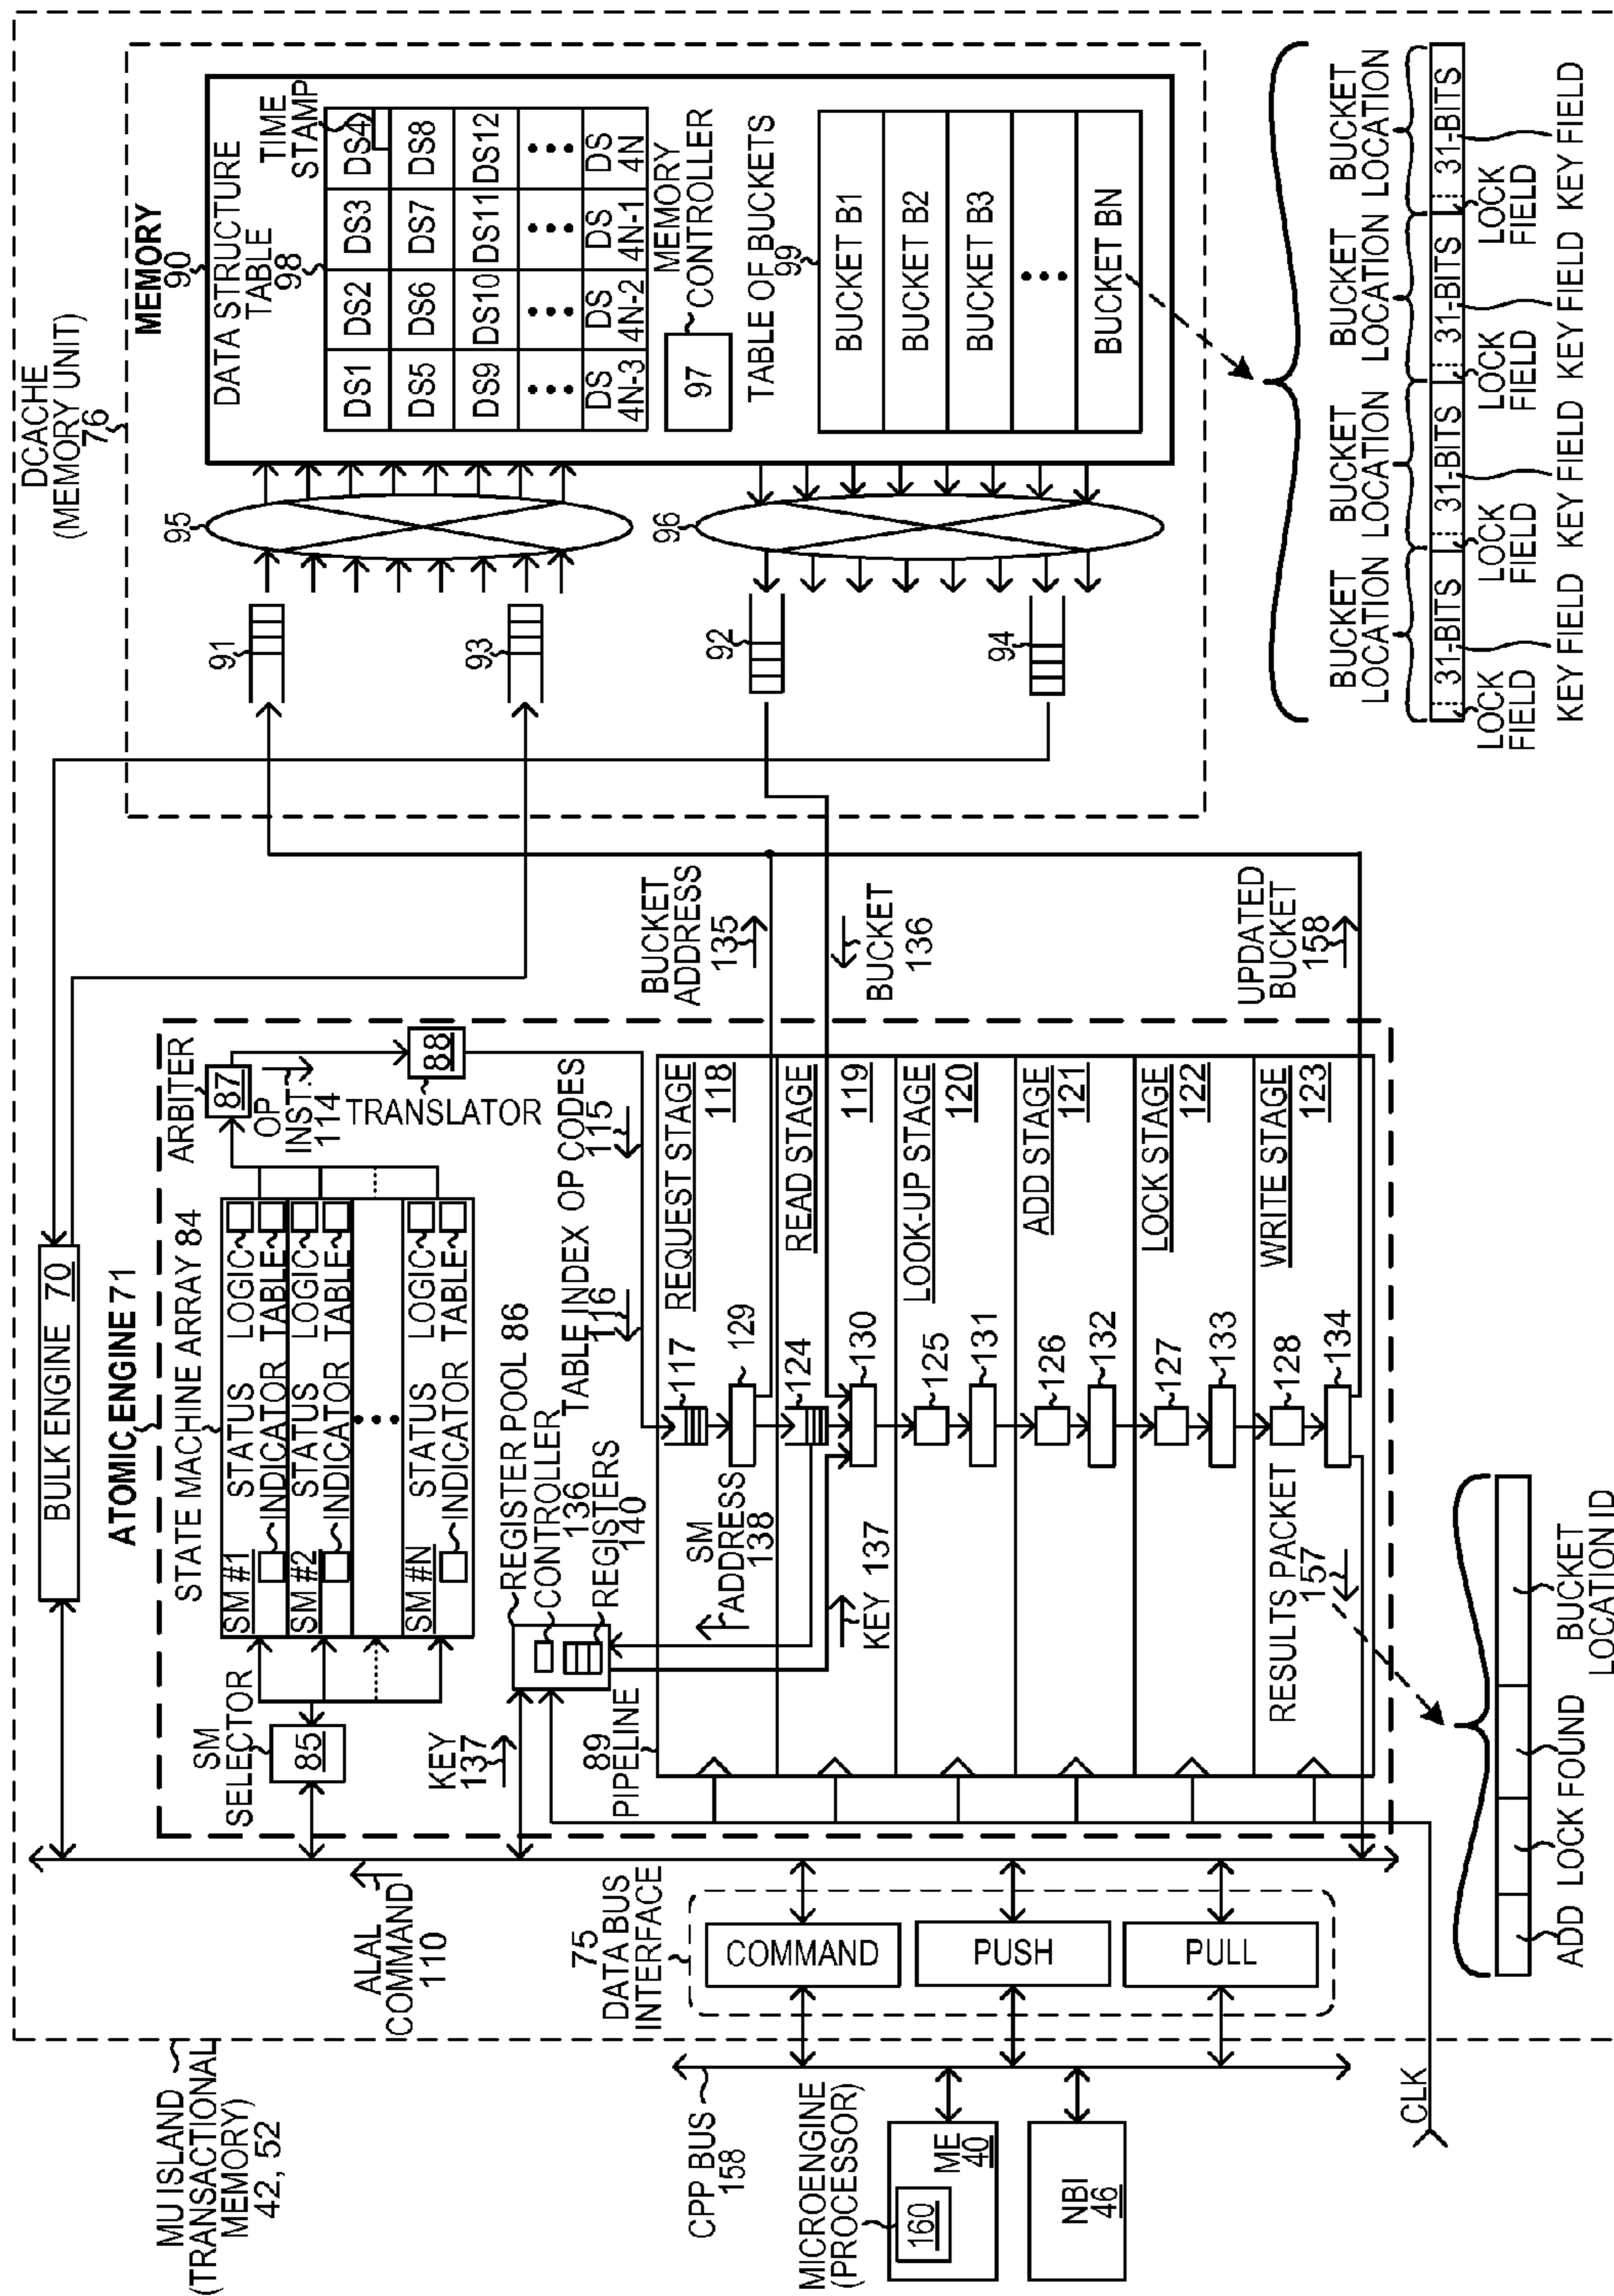 MU ISLAND
(TRANSACTIONAL
MEMORY)
42, 52
DCACHE
(MEMORY UNIT)
76
BULK ENGINE 70
ATOMIC ENGINE 71
STATE MACHINE ARRAY 84
SM
SELECTOR
85
SM #1
STATUS
INDICATOR
LOGIC
TABLE
SM #2
STATUS
INDICATOR
LOGIC
TABLE
SM #N
STATUS
INDICATOR
LOGIC
TABLE
ARBITER
87
OP
INST.
114
88
TRANSLATOR
OP CODES
115
TABLE INDEX
116
REGISTER POOL 86
CONTROLLER
136
REGISTERS
140
KEY
137
ALAL
COMMAND
110
89
PIPELINE
REQUEST STAGE
118
117
129
READ STAGE
119
124
130
SM
ADDRESS
138
KEY 137
LOOK-UP STAGE
120
125
131
ADD STAGE
121
126
132
LOCK STAGE
122
127
133
WRITE STAGE
123
128
134
RESULTS PACKET
157
ADD
LOCK
FOUND
BUCKET
LOCATION ID
75
DATA BUS
INTERFACE
COMMAND
PUSH
PULL
CPP BUS
158
MICROENGINE
(PROCESSOR)
160
ME
40
NBI
46
CLK
BUCKET
ADDRESS
135
BUCKET
136
UPDATED
BUCKET
158
91
93
92
94
95
96
MEMORY
90
DATA STRUCTURE
TABLE
98
TIME
STAMP
DS1 DS2 DS3 DS4
DS5 DS6 DS7 DS8
DS9 DS10 DS11 DS12
DS
4N-3
DS
4N-2
DS
4N-1
DS
4N
97
MEMORY
CONTROLLER
TABLE OF BUCKETS
99
BUCKET B1
BUCKET B2
BUCKET B3
BUCKET BN
BUCKET
LOCATION
BUCKET
LOCATION
BUCKET
LOCATION
BUCKET
LOCATION
31-BITS
31-BITS
31-BITS
31-BITS
LOCK
FIELD
LOCK
FIELD
LOCK
FIELD
LOCK
FIELD
KEY FIELD
KEY FIELD
KEY FIELD
KEY FIELD